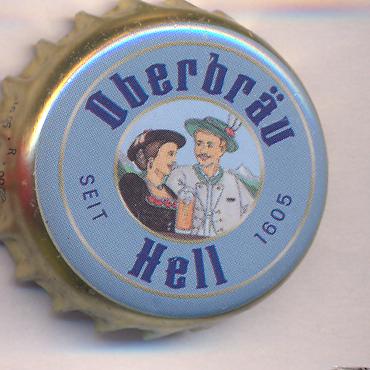 Oberbräu
SEIT 1605
Hell